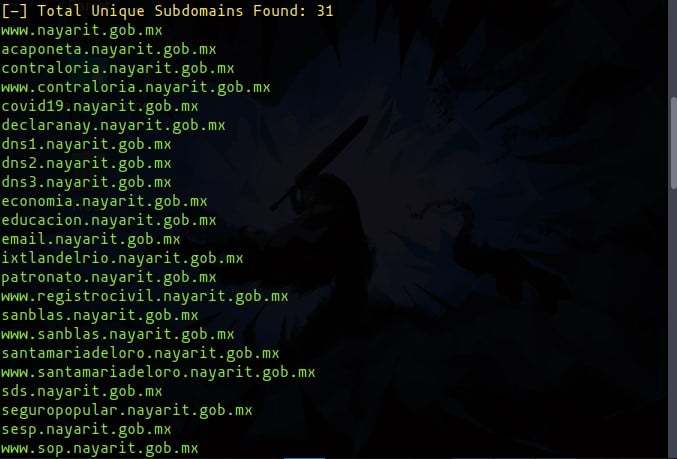 [-] Total Unique Subdomains Found: 31
www.nayarit.gob.mx
acaponeta.nayarit.gob.mx
contraloria.nayarit.gob.mx
www.contraloria.nayarit.gob.mx
covid19.nayarit.gob.mx
declaranay.nayarit.gob.mx
dns1.nayarit.gob.mx
dns2.nayarit.gob.mx
dns3.nayarit.gob.mx
economia.nayarit.gob.mx
educacion.nayarit.gob.mx
email.nayarit.gob.mx
ixtlandelrio.nayarit.gob.mx
patronato.nayarit.gob.mx
www.registrocivil.nayarit.gob.mx
sanblas.nayarit.gob.mx
www.sanblas.nayarit.gob.mx
santamariadeloro.nayarit.gob.mx
www.santamariadeloro.nayarit.gob.mx
sds.nayarit.gob.mx
seguropopular.nayarit.gob.mx
sesp.nayarit.gob.mx
www.sop.nayarit.gob.mx